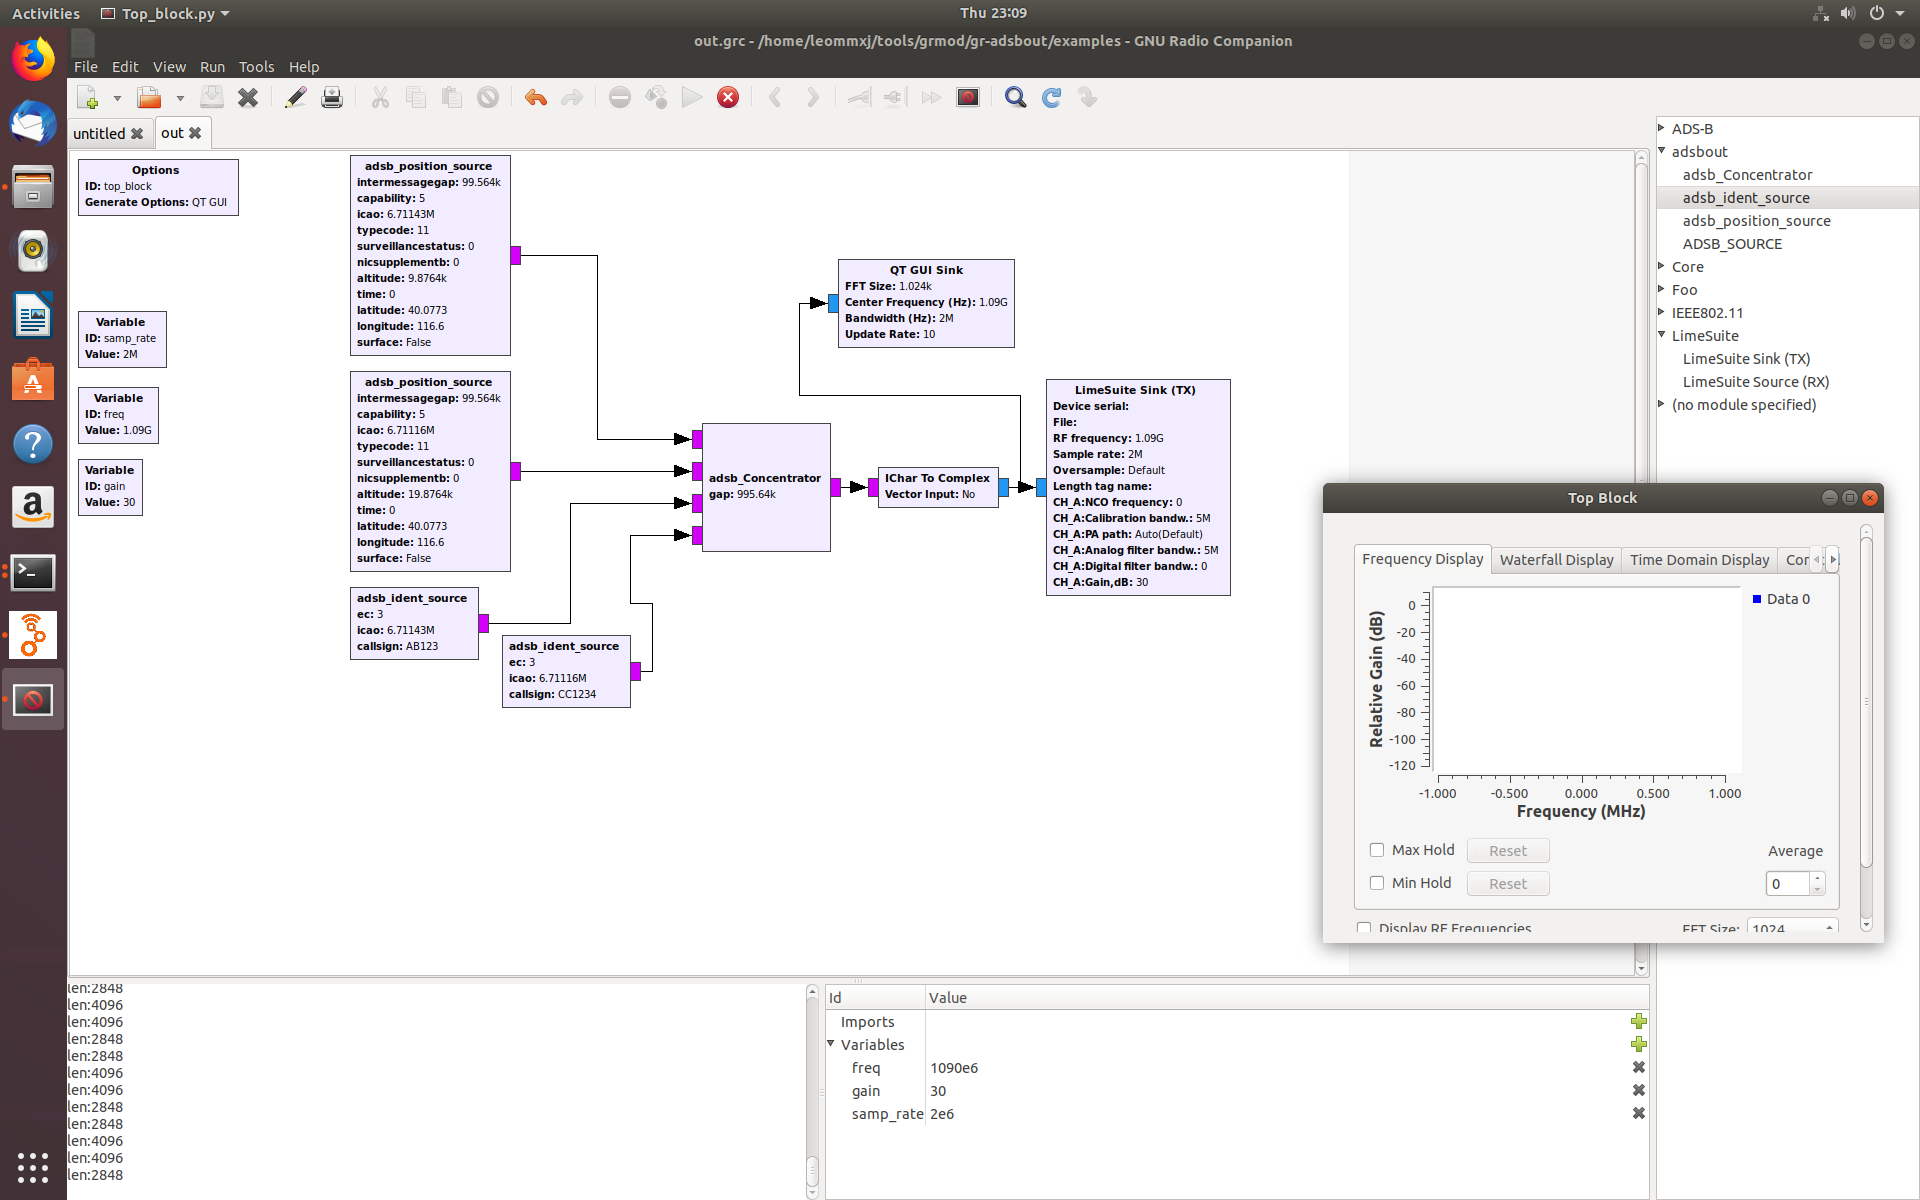 Activities
Top_block.py
Thu 23:09
out.grc - /home/leommxj/tools/grmod/gr-adsbout/examples - GNU Radio Companion
File Edit View Run Tools Help
untitled
out
Options
ID: top_block
Generate Options: QT GUI
Variable
ID: samp_rate
Value: 2M
Variable
ID: freq
Value: 1.09G
Variable
ID: gain
Value: 30
adsb_position_source
intermessagegap: 99.564k
capability: 5
icao: 6.71143M
typecode: 11
surveillancestatus: 0
nicsupplementb: 0
altitude: 9.8764k
time: 0
latitude: 40.0773
longitude: 116.6
surface: False
adsb_position_source
intermessagegap: 99.564k
capability: 5
icao: 6.71116M
typecode: 11
surveillancestatus: 0
nicsupplementb: 0
altitude: 19.8764k
time: 0
latitude: 40.0773
longitude: 116.6
surface: False
adsb_ident_source
ec: 3
icao: 6.71143M
callsign: AB123
adsb_ident_source
ec: 3
icao: 6.71116M
callsign: CC1234
adsb_Concentrator
gap: 995.64k
IChar To Complex
Vector Input: No
QT GUI Sink
FFT Size: 1.024k
Center Frequency (Hz): 1.09G
Bandwidth (Hz): 2M
Update Rate: 10
LimeSuite Sink (TX)
Device serial:
File:
RF frequency: 1.09G
Sample rate: 2M
Oversample: Default
Length tag name:
CH_A:NCO frequency: 0
CH_A:Calibration bandw.: 5M
CH_A:PA path: Auto(Default)
CH_A:Analog filter bandw.: 5M
CH_A:Digital filter bandw.: 0
CH_A:Gain,dB: 30
ADS-B
adsbout
adsb_Concentrator
adsb_ident_source
adsb_position_source
ADSB_SOURCE
Core
Foo
IEEE802.11
LimeSuite
LimeSuite Sink (TX)
LimeSuite Source (RX)
(no module specified)
Top Block
Frequency Display
Waterfall Display
Time Domain Display
Relative Gain (dB)
0
-20
-40
-60
-80
-100
-120
-1.000 -0.500 0.000 0.500 1.000
Frequency (MHz)
Data 0
Max Hold Reset
Average
Min Hold Reset
0
Display RF Frequencies
FFT Size: 1024
len:2848
len:4096
len:4096
len:2848
len:2848
len:4096
len:4096
len:2848
len:2848
len:4096
len:4096
len:2848
Id Value
Imports
Variables
freq 1090e6
gain 30
samp_rate 2e6